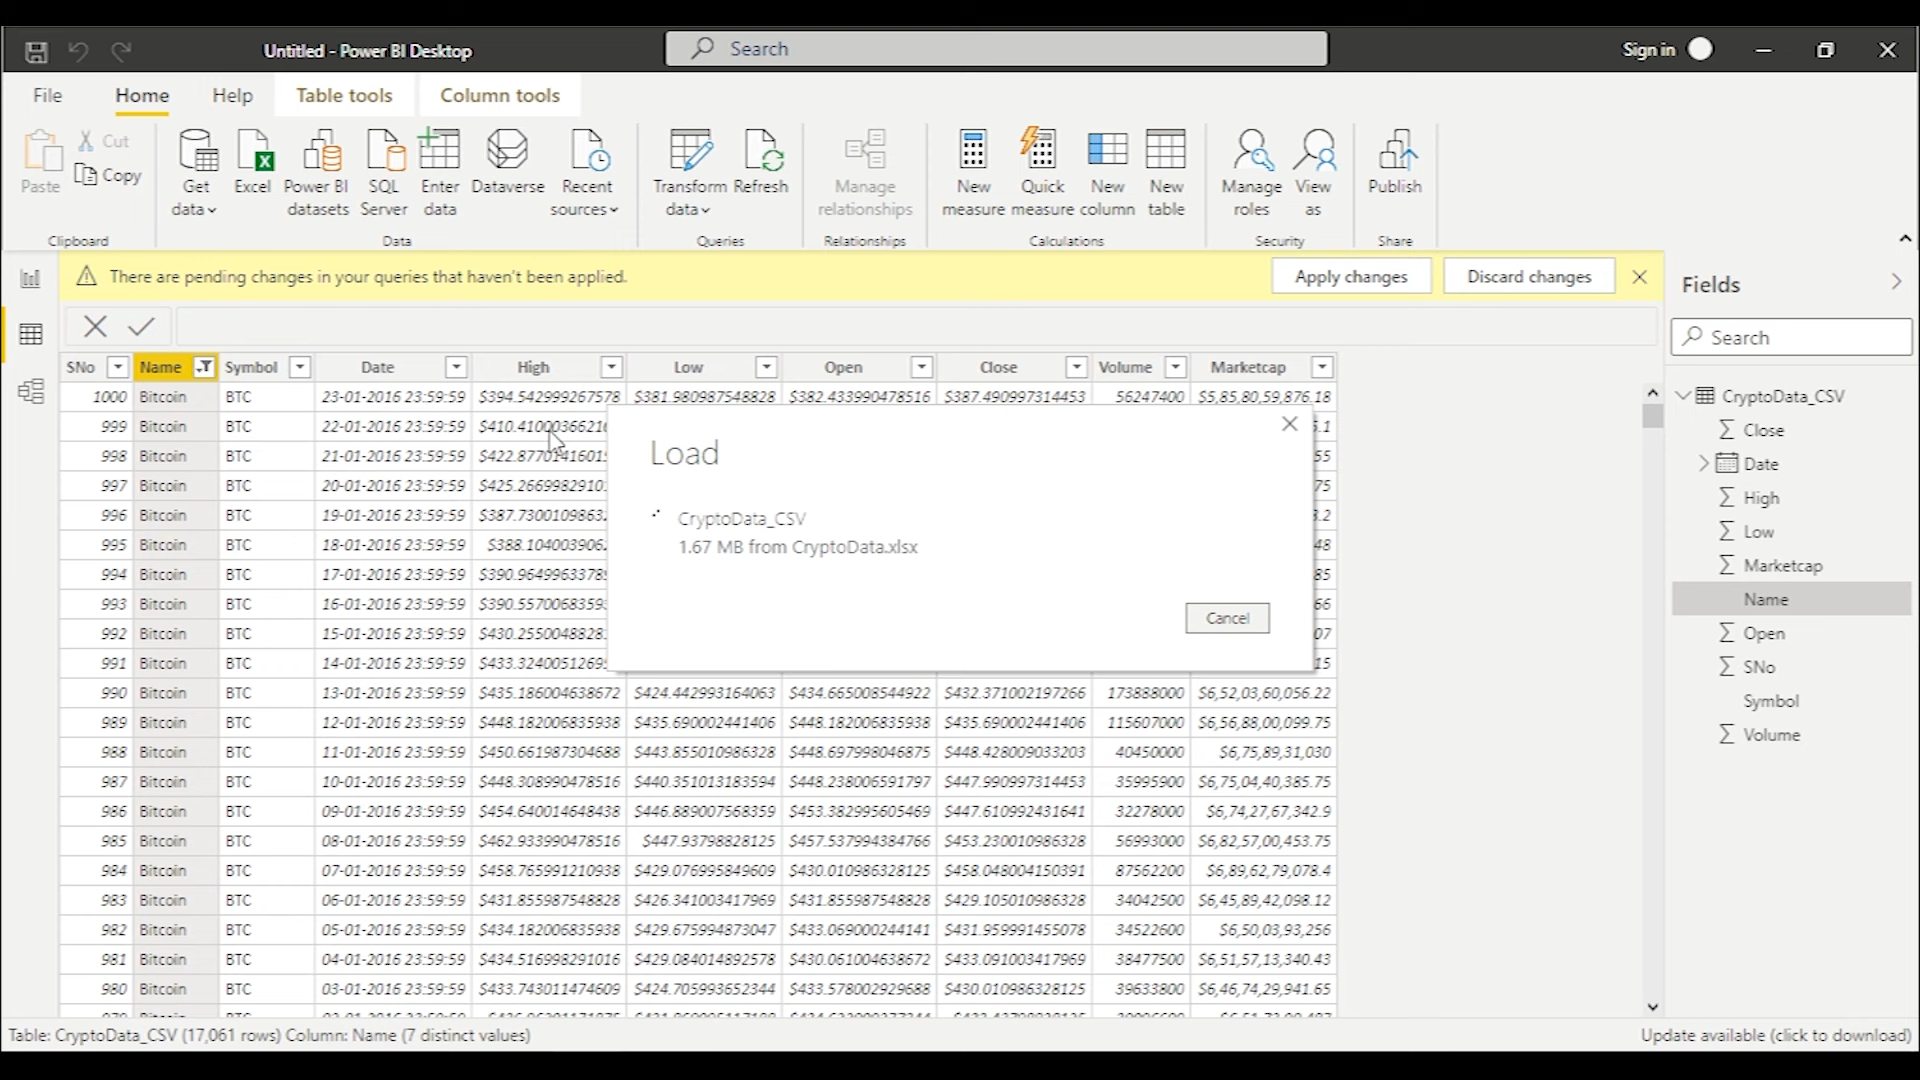 Untitled - Power BI Desktop
Search
Sign in
File Home Help Table tools Column tools
Paste
Cut
Copy
Get data
Excel
Power BI datasets
SQL Server
Enter data
Dataverse
Recent sources
Transform data
Refresh
Manage relationships
New measure
Quick measure
New column
New table
Manage roles
View as
Publish
Clipboard Data Queries Relationships Calculations Security Share
There are pending changes in your queries that haven't been applied.
Apply changes
Discard changes
SNo Name Symbol Date High Low Open Close Volume Marketcap
1000 Bitcoin BTC 23-01-2016 23:59:59 $394.542999267578 $381.980987548828 $382.433990478516 $387.490997314453 56247400 $5,85,80,59,876.18
999 Bitcoin BTC 22-01-2016 23:59:59
998 Bitcoin BTC 21-01-2016 23:59:59 55
997 Bitcoin BTC 20-01-2016 23:59:59 75
996 Bitcoin BTC 19-01-2016 23:59:59
995 Bitcoin BTC 18-01-2016 23:59:59 48
994 Bitcoin BTC 17-01-2016 23:59:59 85
993 Bitcoin BTC 16-01-2016 23:59:59 66
992 Bitcoin BTC 15-01-2016 23:59:59 07
991 Bitcoin BTC 14-01-2016 23:59:59 15
990 Bitcoin BTC 13-01-2016 23:59:59 $435.186004638672 $424.442993164063 $434.665008544922 $432.371002197266 173888000 $6,52,03,60,056.22
989 Bitcoin BTC 12-01-2016 23:59:59 $448.182006835938 $435.690002441406 $448.182006835938 $435.690002441406 115607000 $6,56,88,00,099.75
988 Bitcoin BTC 11-01-2016 23:59:59 $450.661987304688 $443.855010986328 $448.697998046875 $448.428009033203 40450000 $6,75,89,31,030
987 Bitcoin BTC 10-01-2016 23:59:59 $448.308990478516 $440.351013183594 $448.238006591797 $447.990997314453 35995900 $6,75,04,40,385.75
986 Bitcoin BTC 09-01-2016 23:59:59 $454.640014648438 $446.889007568359 $453.382995605469 $447.610992431641 32278000 $6,74,27,67,342.9
985 Bitcoin BTC 08-01-2016 23:59:59 $462.933990478516 $447.93798828125 $457.537994384766 $453.230010986328 56993000 $6,82,57,00,453.75
984 Bitcoin BTC 07-01-2016 23:59:59 $458.765991210938 $429.076995849609 $430.010986328125 $458.048004150391 87562200 $6,89,62,79,078.4
983 Bitcoin BTC 06-01-2016 23:59:59 $431.855987548828 $426.341003417969 $431.855987548828 $429.105010986328 34042500 $6,45,89,42,098.12
982 Bitcoin BTC 05-01-2016 23:59:59 $434.182006835938 $429.675994873047 $433.069000244141 $431.959991455078 34522600 $6,50,03,93,256
981 Bitcoin BTC 04-01-2016 23:59:59 $434.516998291016 $429.084014892578 $430.061004638672 $433.091003417969 38477500 $6,51,57,13,340.43
980 Bitcoin BTC 03-01-2016 23:59:59 $433.743011474609 $424.705993652344 $433.578002929688 $430.010986328125 39633800 $6,46,74,29,941.65
Load
CryptoData_CSV
1.67 MB from CryptoData.xlsx
Cancel
Fields
Search
CryptoData_CSV
Close
Date
High
Low
Marketcap
Name
Open
SNo
Symbol
Volume
Table: CryptoData_CSV (17,061 rows) Column: Name (7 distinct values)
Update available (click to download)